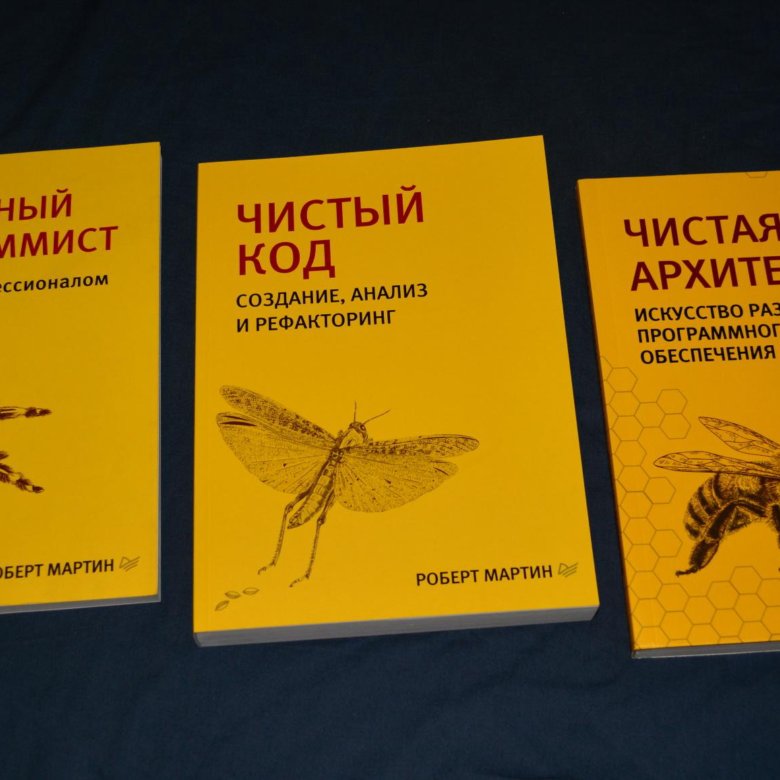 НЫЙ
ММИСТ
ессионалом
ОБЕРТ МАРТИН
ЧИСТЫЙ
КОД
СОЗДАНИЕ, АНАЛИЗ
И РЕФАКТОРИНГ
РОБЕРТ МАРТИН
ЧИСТАЯ
АРХИТЕ
ИСКУССТВО РАЗ
ПРОГРАММНОГ
ОБЕСПЕЧЕНИЯ